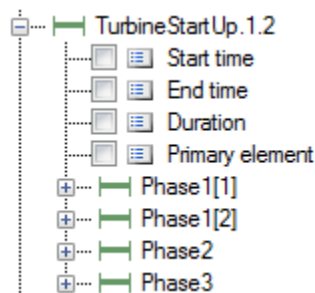 TurbineStartUp.1.2
Start time
End time
Duration
Primary element
Phase1[1]
Phase1[2]
Phase2
Phase3